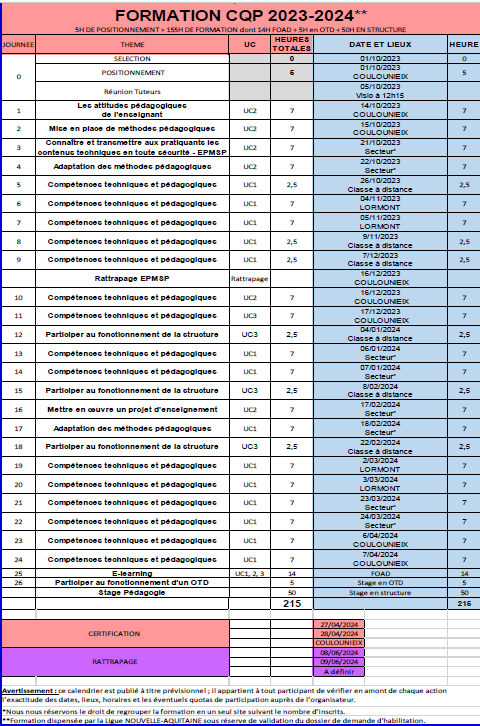 FORMATION CQP 2023-2024**
5H DE POSITIONNEMENT + 155H DE FORMATION dont 14H FOAD + 5H en OTD + 50H EN STRUCTURE
JOURNEE THEME UC HEURES TOTALES DATE ET LIEUX HEURE
0 SELECTION 0 01/10/2023 0
POSITIONNEMENT 5 01/10/2023 COULOUNIEIX 5
Réunion Tuteurs 05/10/2023 Visio à 12h15
1 Les attitudes pédagogiques de l'enseignant UC2 7 14/10/2023 COULOUNIEIX 7
2 Mise en place de méthodes pédagogiques UC2 7 15/10/2023 COULOUNIEIX 7
3 Connaître et transmettre aux pratiquants les contenus techniques en toute sécurité - EPMSP UC2 7 21/10/2023 Secteur* 7
4 Adaptation des méthodes pédagogiques UC2 7 22/10/2023 Secteur* 7
5 Compétences techniques et pédagogiques UC1 2,5 26/10/2023 Classe à distance 2,5
6 Compétences techniques et pédagogiques UC1 7 04/11/2023 LORMONT 7
7 Compétences techniques et pédagogiques UC1 7 05/11/2023 LORMONT 7
8 Compétences techniques et pédagogiques UC1 2,5 9/11/2023 Classe à distance 2,5
9 Compétences techniques et pédagogiques UC1 2,5 7/12/2023 Classe à distance 2,5
Rattrapage EPMSP Rattrapage 16/12/2023 COULOUNIEIX
10 Compétences techniques et pédagogiques UC2 7 16/12/2023 COULOUNIEIX 7
11 Compétences techniques et pédagogiques UC3 7 17/12/2023 COULOUNIEIX 7
12 Participer au fonotionnement de la structure UC3 2,5 04/01/2024 Classe à distance 2,5
13 Compétences techniques et pédagogiques UC1 7 06/01/2024 Secteur* 7
14 Compétences techniques et pédagogiques UC1 7 07/01/2024 Secteur* 7
15 Participer au fonotionnement de la structure UC3 2,5 8/02/2024 Classe à distance 2,5
16 Mettre en œuvre un projet d'enseignement UC2 7 17/02/2024 Secteur* 7
17 Adaptation des méthodes pédagogiques UC1 7 18/02/2024 Secteur* 7
18 Participer au fonotionnement de la structure UC3 2,5 22/02/2024 Classe à distance 2,5
19 Compétences techniques et pédagogiques UC1 7 2/03/2024 LORMONT 7
20 Compétences techniques et pédagogiques UC1 7 3/03/2024 LORMONT 7
21 Compétences techniques et pédagogiques UC1 7 23/03/2024 Secteur* 7
22 Compétences techniques et pédagogiques UC1 7 24/03/2024 Secteur* 7
23 Compétences techniques et pédagogiques UC1 7 6/04/2024 COULOUNIEIX 7
24 Compétences techniques et pédagogiques UC1 7 7/04/2024 COULOUNIEIX 7
25 E-learning UC1, 2, 3 14 FOAD 14
26 Participer au fonotionnement d'un OTD 5 Stage en OTD 5
Stage Pédagogie 50 Stage en structure 50
215 215
CERTIFICATION
27/04/2024
28/04/2024
COULOUNIEIX
RATTRAPAGE
08/06/2024
09/06/2024
A définir
Avertissement : ce calendrier est publié à titre prévisionnel ; il appartient à tout participant de vérifier en amont de chaque action
l'exactitude des dates, lieux, horaires et les éventuels quotas de participation auprès de l'organisateur.
*Nous nous réservons le droit de regrouper la formation en un seul site suivant le nombre d'inscrits.
**Formation dispensée par la Ligue NOUVELLE-AQUITAINE sous réserve de validation du dossier de demande d'habilitation.